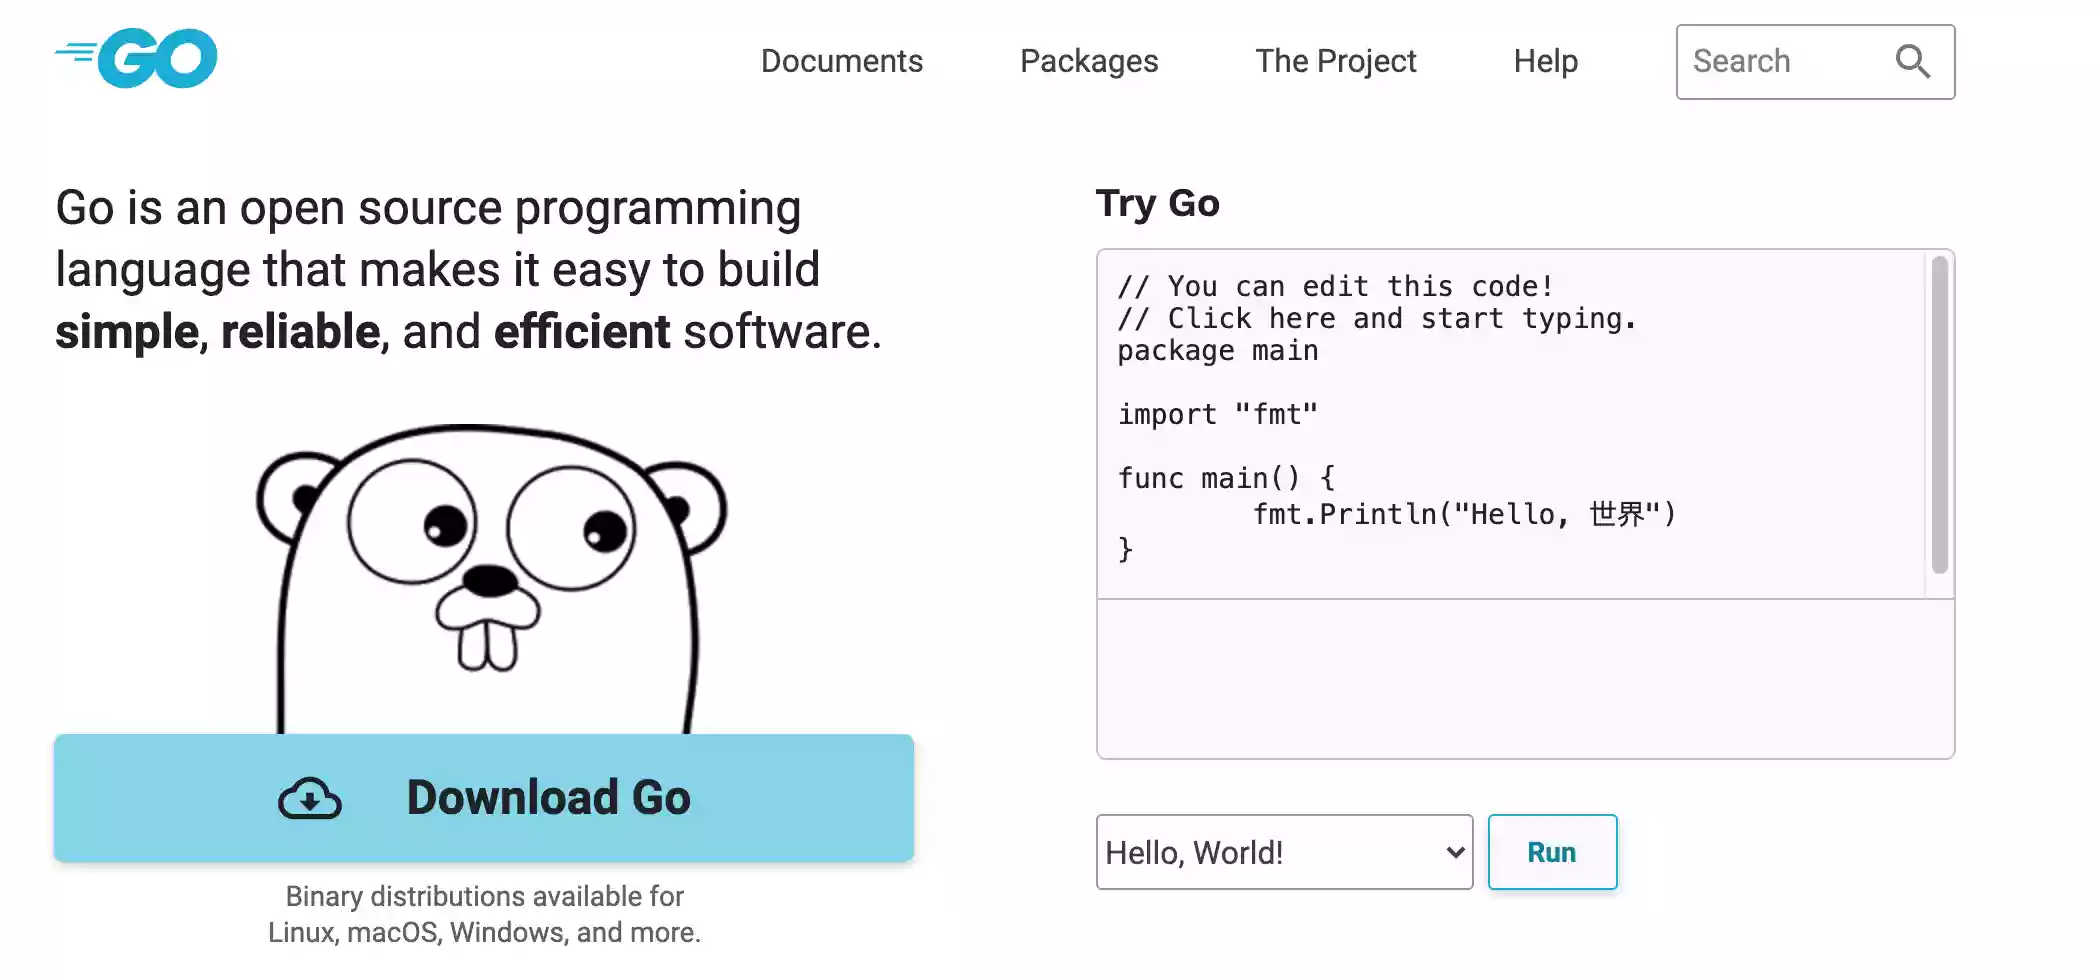 GO
Documents
Packages
The Project
Help
Search
Go is an open source programming
language that makes it easy to build
simple, reliable, and efficient software.
Download Go
Binary distributions available for
Linux, macOS, Windows, and more.
Try Go
// You can edit this code!
// Click here and start typing.
package main
import "fmt"
func main() {
	fmt.Println("Hello, 世界")
}
Hello, World!
Run